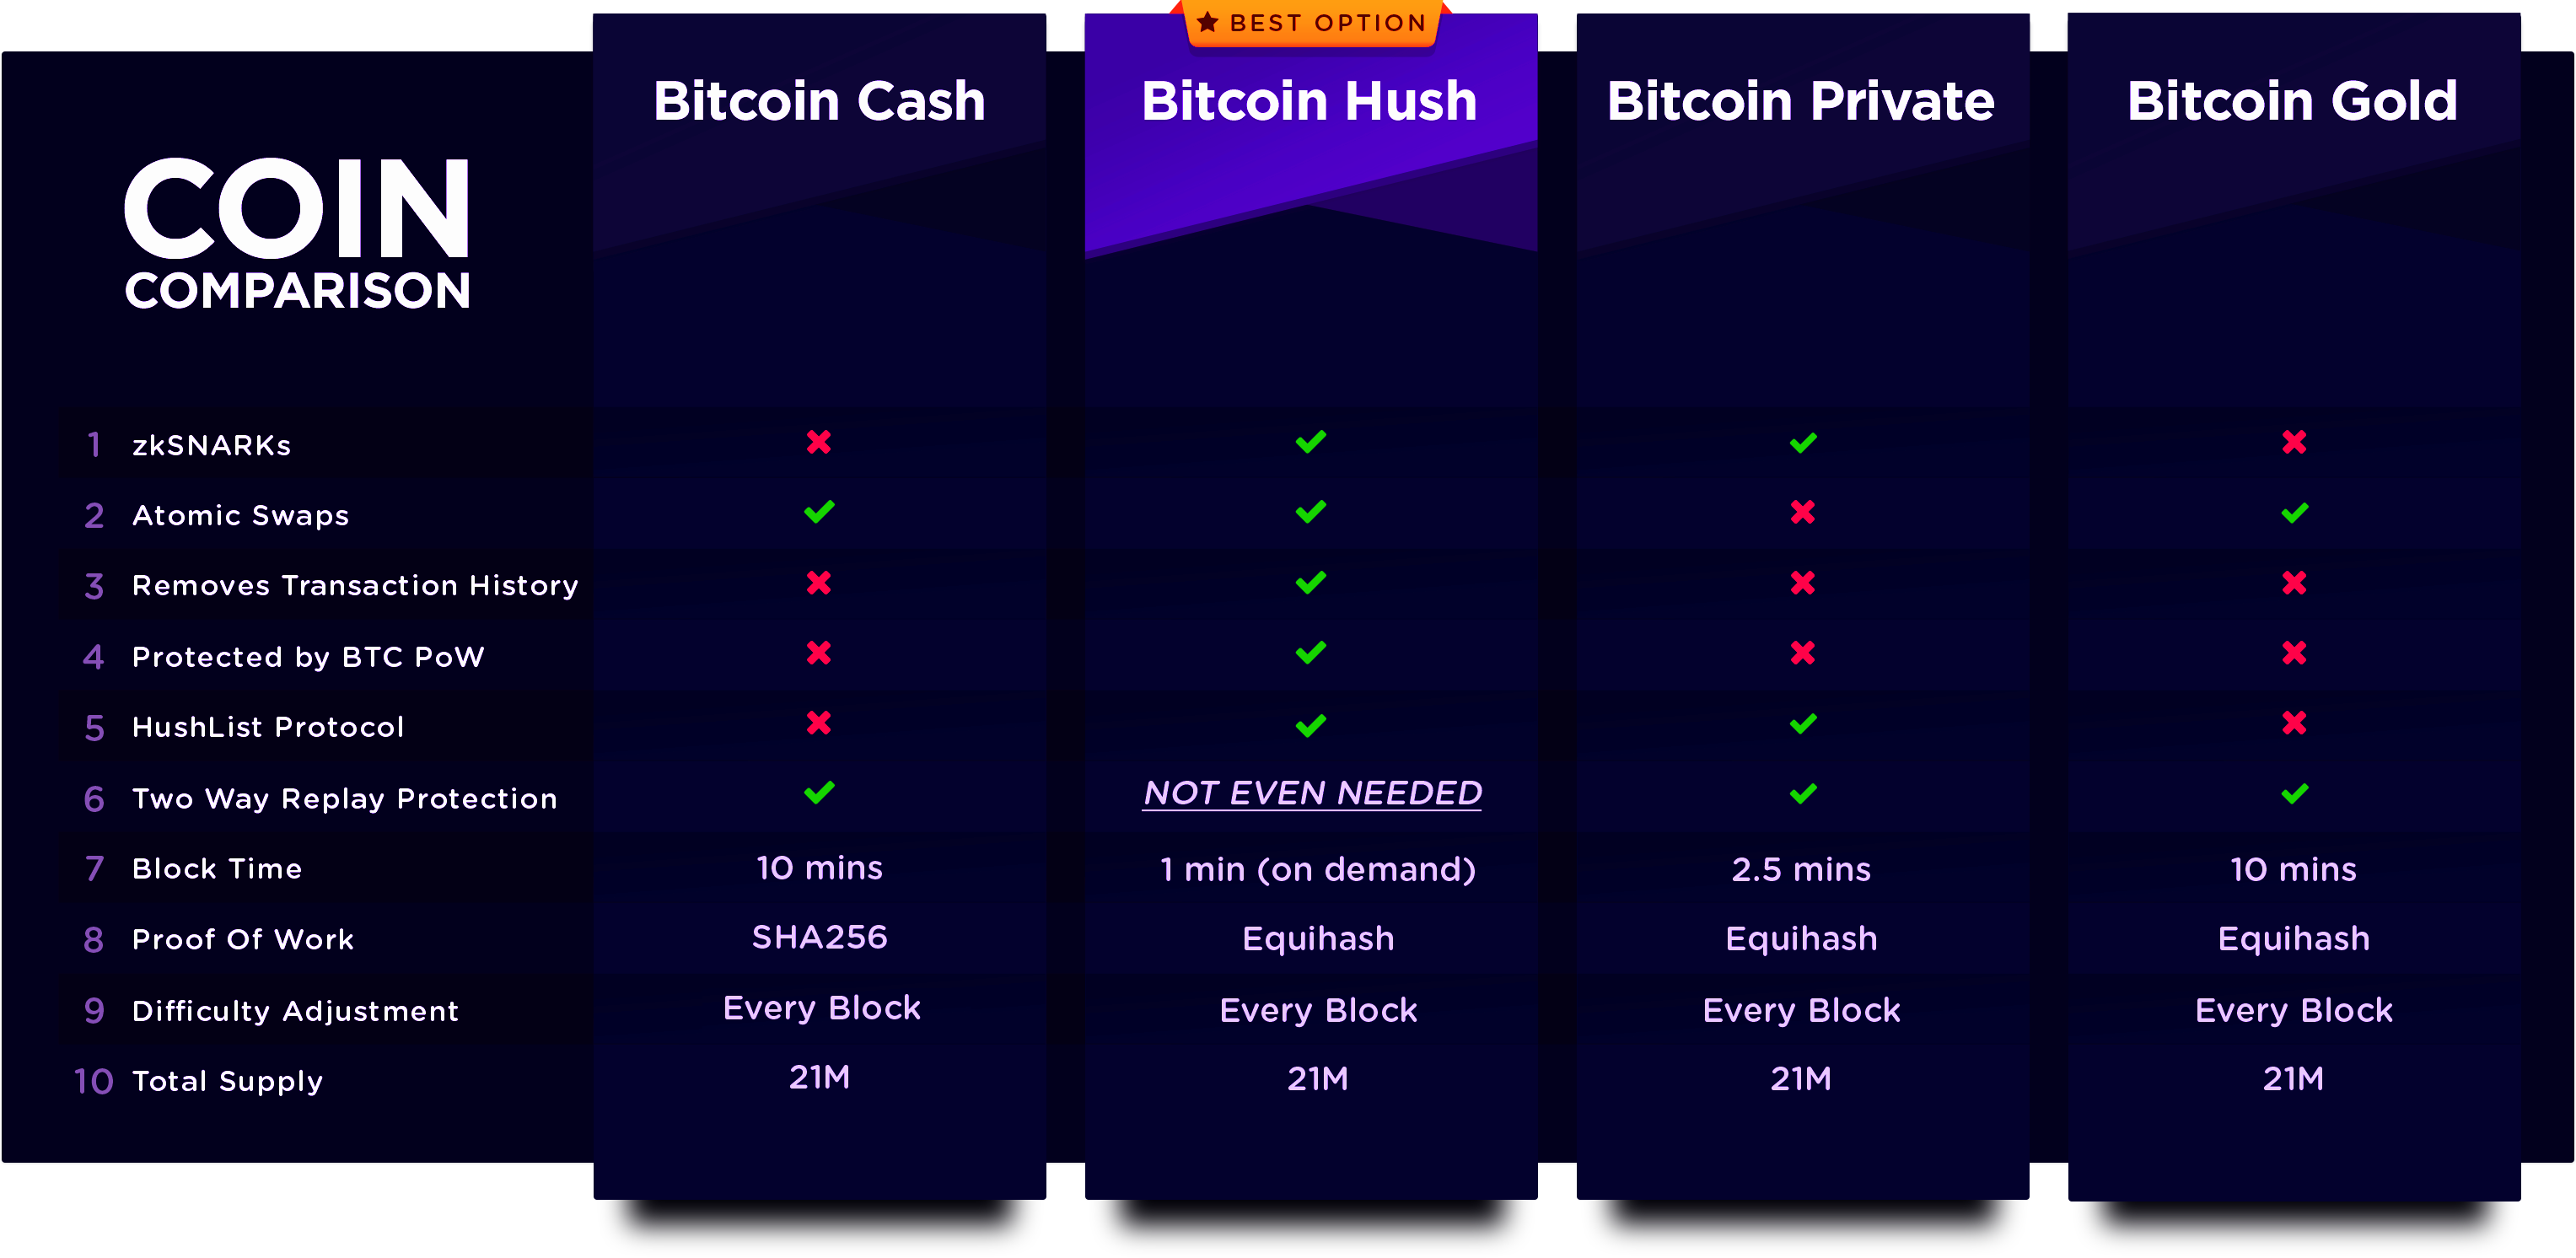 BEST OPTION
Bitcoin Cash
Bitcoin Hush
Bitcoin Private
Bitcoin Gold
COIN
COMPARISON
1 zkSNARKs
2 Atomic Swaps
3 Removes Transaction History
4 Protected by BTC PoW
5 HushList Protocol
6 Two Way Replay Protection NOT EVEN NEEDED
7 Block Time 10 mins 1 min (on demand) 2.5 mins 10 mins
8 Proof Of Work SHA256 Equihash Equihash Equihash
9 Difficulty Adjustment Every Block Every Block Every Block Every Block
10 Total Supply 21M 21M 21M 21M